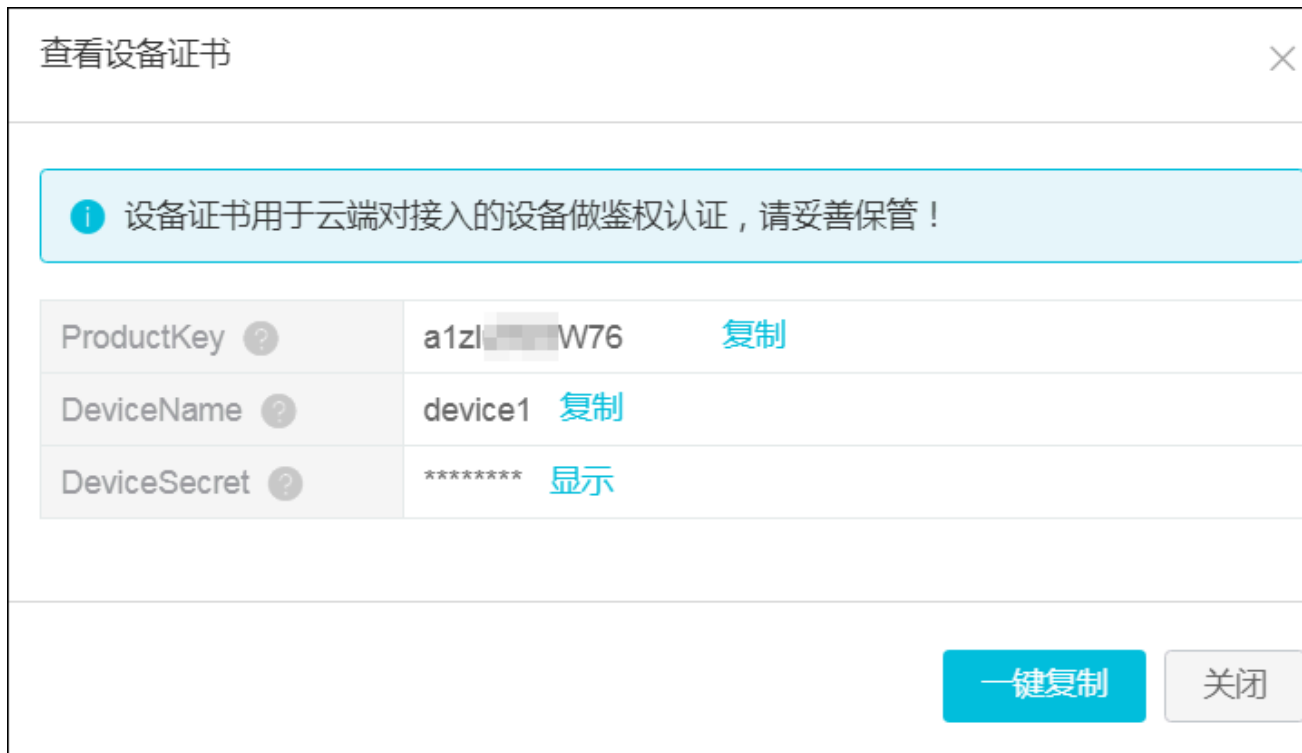 查看设备证书
设备证书用于云端对接入的设备做鉴权认证，请妥善保管！
ProductKey ? a1zl W76 复制
DeviceName ? device1 复制
DeviceSecret ? ******** 显示
一键复制 关闭